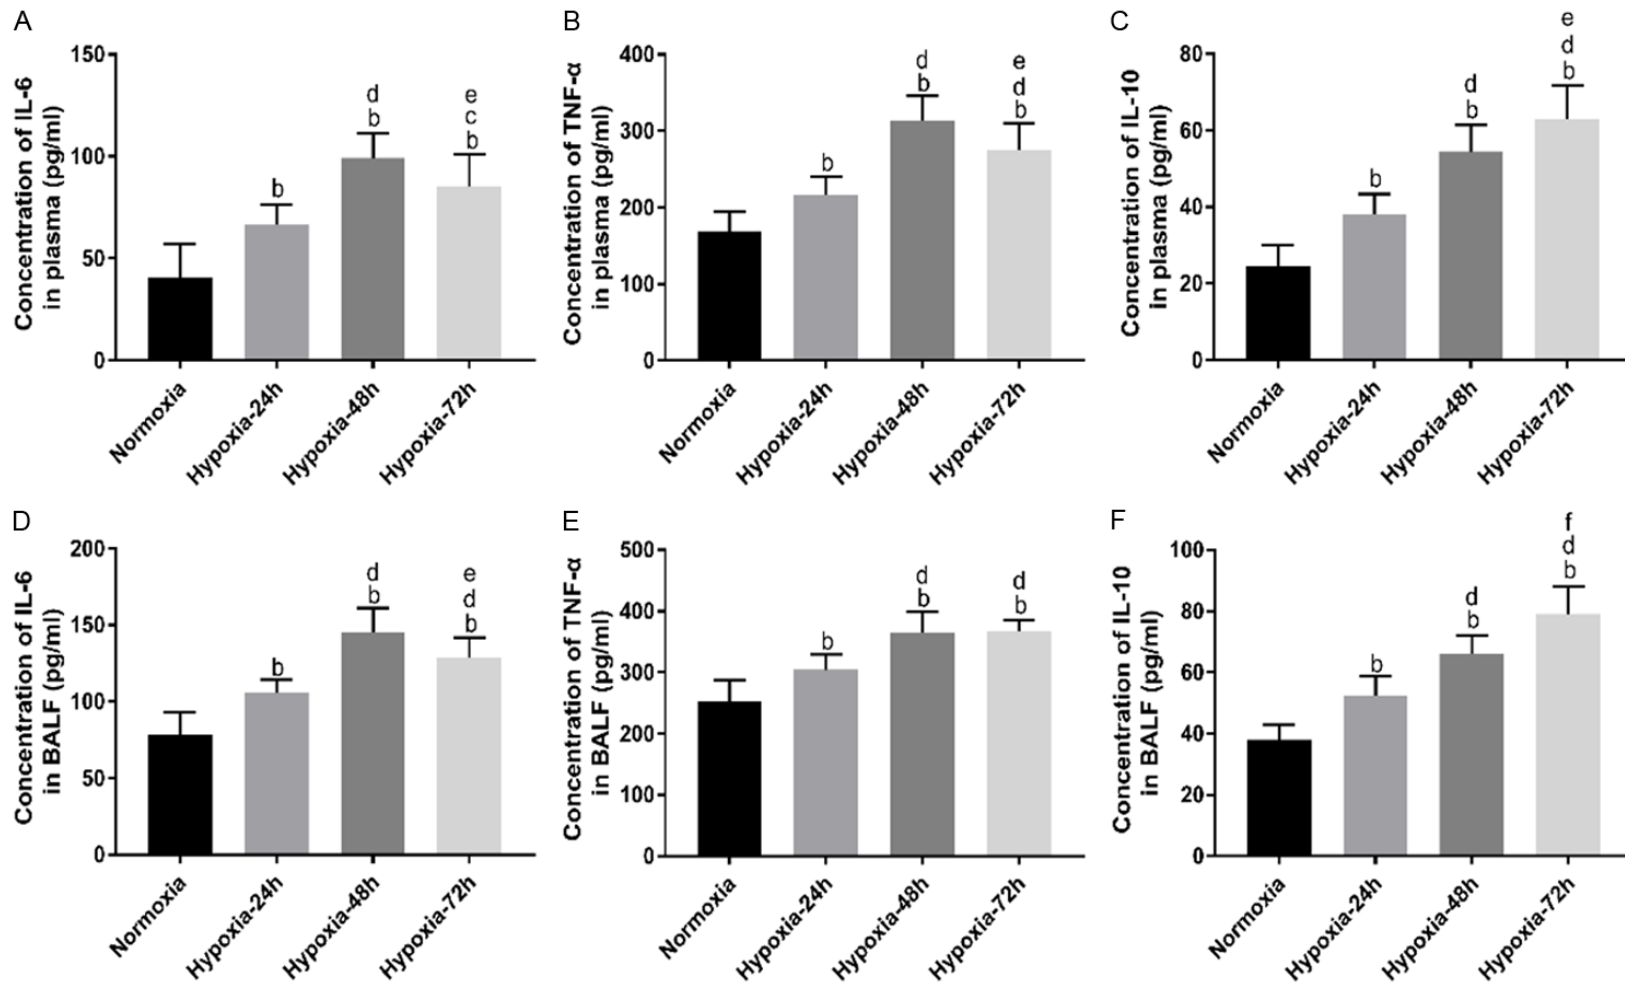 A
Concentration of IL-6
in plasma (pg/ml)
150
100
50
0
b
d
b
e
c
b
Normoxia
Hypoxia-24h
Hypoxia-48h
Hypoxia-72h
B
Concentration of TNF-α
in plasma (pg/ml)
400
300
200
100
0
b
d
b
e
d
b
Normoxia
Hypoxia-24h
Hypoxia-48h
Hypoxia-72h
C
Concentration of IL-10
in plasma (pg/ml)
80
60
40
20
0
b
d
b
e
d
b
Normoxia
Hypoxia-24h
Hypoxia-48h
Hypoxia-72h
D
Concentration of IL-6
in BALF (pg/ml)
200
150
100
50
0
b
d
b
e
d
b
Normoxia
Hypoxia-24h
Hypoxia-48h
Hypoxia-72h
E
Concentration of TNF-α
in BALF (pg/ml)
500
400
300
200
100
0
b
d
b
d
b
Normoxia
Hypoxia-24h
Hypoxia-48h
Hypoxia-72h
F
Concentration of IL-10
in BALF (pg/ml)
100
80
60
40
20
0
b
d
b
f
d
b
Normoxia
Hypoxia-24h
Hypoxia-48h
Hypoxia-72h